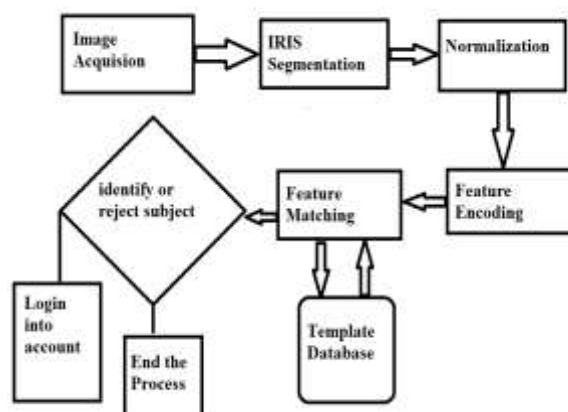 Image
Acquision
IRIS
Segmentation
Normalization
Feature
Encoding
Feature
Matching
Template
Database
identify or
reject subject
Login
into
account
End the
Process